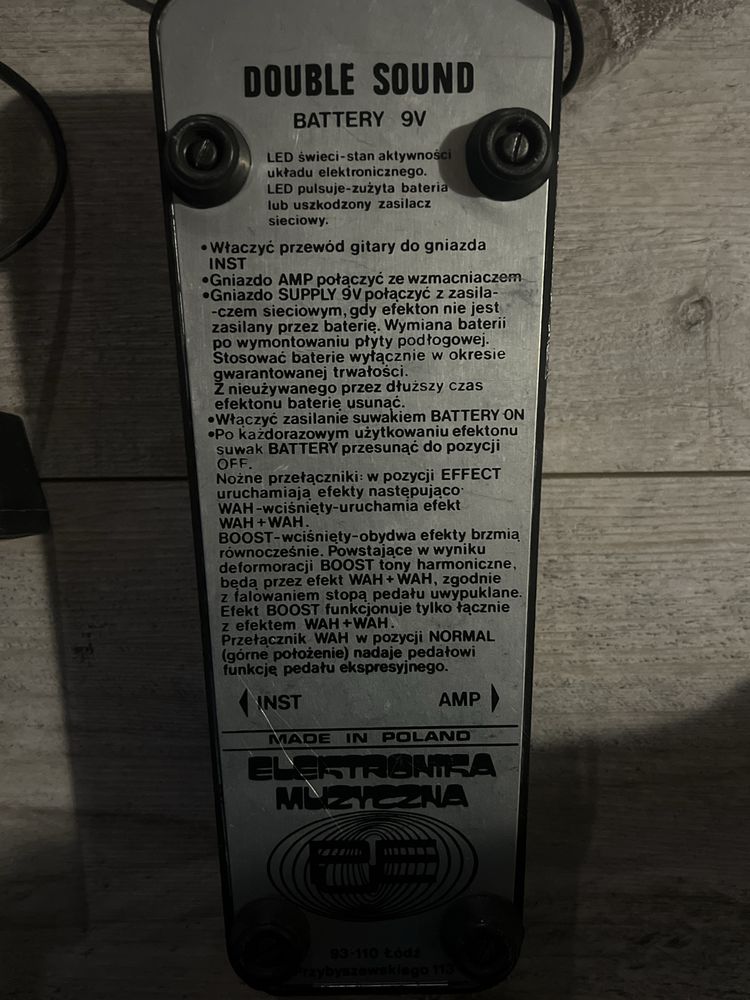 DOUBLE SOUND
BATTERY 9V
LED świeci-stan aktywności
układu elektronicznego.
LED pulsuje-zużyta bateria
lub uszkodzony zasilacz
sieciowy.
•Włączyć przewód gitary do gniazda
INST
•Gniazdo AMP połączyć ze wzmacniaczem
•Gniazdo SUPPLY 9V połączyć z zasila-
-czem sieciowym, gdy efekton nie jest
zasilany przez baterię. Wymiana baterii
po wymontowaniu płyty podłogowej.
Stosować baterie wyłącznie w okresie
gwarantowanej trwałości.
Z nieużywanego przez dłuższy czas
efektonu baterię usunąć.
•Włączyć zasilanie suwakiem BATTERY ON
•Po każdorazowym użytkowaniu efektonu
suwak BATTERY przesunąć do pozycji
OFF.
Nożne przełączniki: w pozycji EFFECT
uruchamiają efekty następująco:
WAH-wciśnięty-uruchamia efekt
WAH+WAH.
BOOST-wciśnięty-obydwa efekty brzmią
równocześnie. Powstające w wyniku
deformoracji BOOST tony harmoniczne,
będą przez efekt WAH+WAH, zgodnie
z falowaniem stopą pedału uwypuklane.
Efekt BOOST funkcjonuje tylko łącznie
z efektem WAH+WAH.
Przełącznik WAH w pozycji NORMAL
(górne położenie) nadaje pedałowi
funkcję pedału ekspresyjnego.
INST AMP
MADE IN POLAND
ELEKTRONIKA
MUZYCZNA
93-110 Łódź
Przybyszewskiego 113